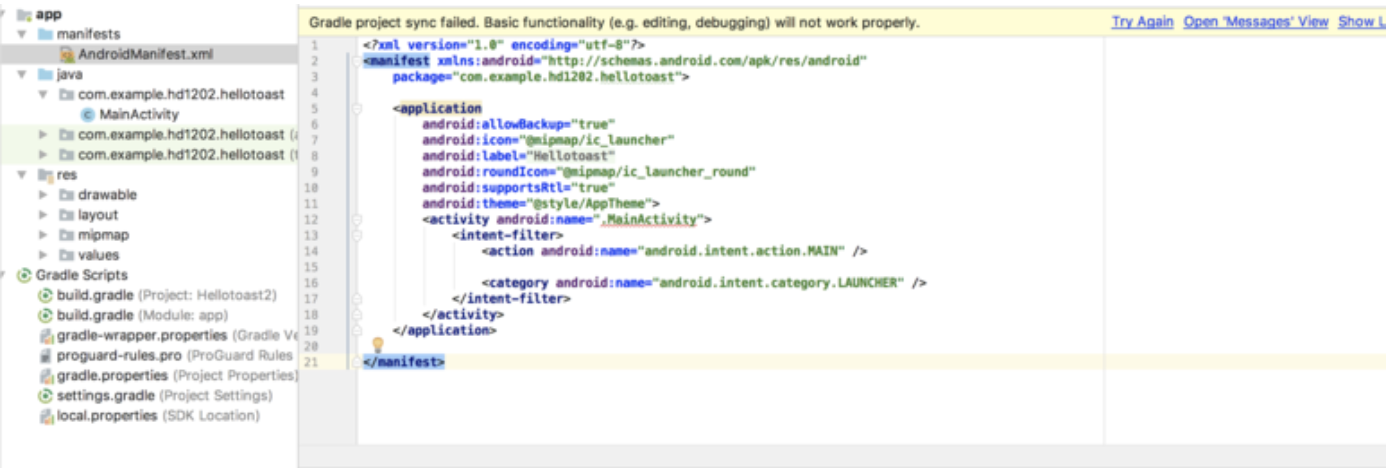 app
manifests
AndroidManifest.xml
java
com.example.hd1202.hellotoast
MainActivity
com.example.hd1202.hellotoast (
com.example.hd1202.hellotoast (
res
drawable
layout
mipmap
values
Gradle Scripts
build.gradle (Project: Hellotoast2)
build.gradle (Module: app)
gradle-wrapper.properties (Gradle Ve
proguard-rules.pro (ProGuard Rules
gradle.properties (Project Properties)
settings.gradle (Project Settings)
local.properties (SDK Location)
Gradle project sync failed. Basic functionality (e.g. editing, debugging) will not work properly. Try Again Open 'Messages' View Show L
1 <?xml version="1.0" encoding="utf-8"?>
2 <manifest xmlns:android="http://schemas.android.com/apk/res/android"
3 package="com.example.hd1202.hellotoast">
4
5 <application
6 android:allowBackup="true"
7 android:icon="@mipmap/ic_launcher"
8 android:label="Hellotoast"
9 android:roundIcon="@mipmap/ic_launcher_round"
10 android:supportsRtl="true"
11 android:theme="@style/AppTheme">
12 <activity android:name=".MainActivity">
13 <intent-filter>
14 <action android:name="android.intent.action.MAIN" />
15
16 <category android:name="android.intent.category.LAUNCHER" />
17 </intent-filter>
18 </activity>
19 </application>
20
21 </manifest>